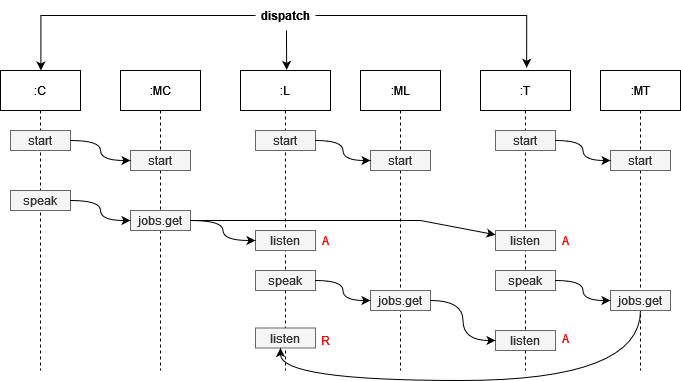 dispatch
:C
:MC
:L
:ML
:T
:MT
start
start
start
start
start
start
speak
jobs.get
listen A
listen A
speak
speak
jobs.get
jobs.get
listen R
listen A